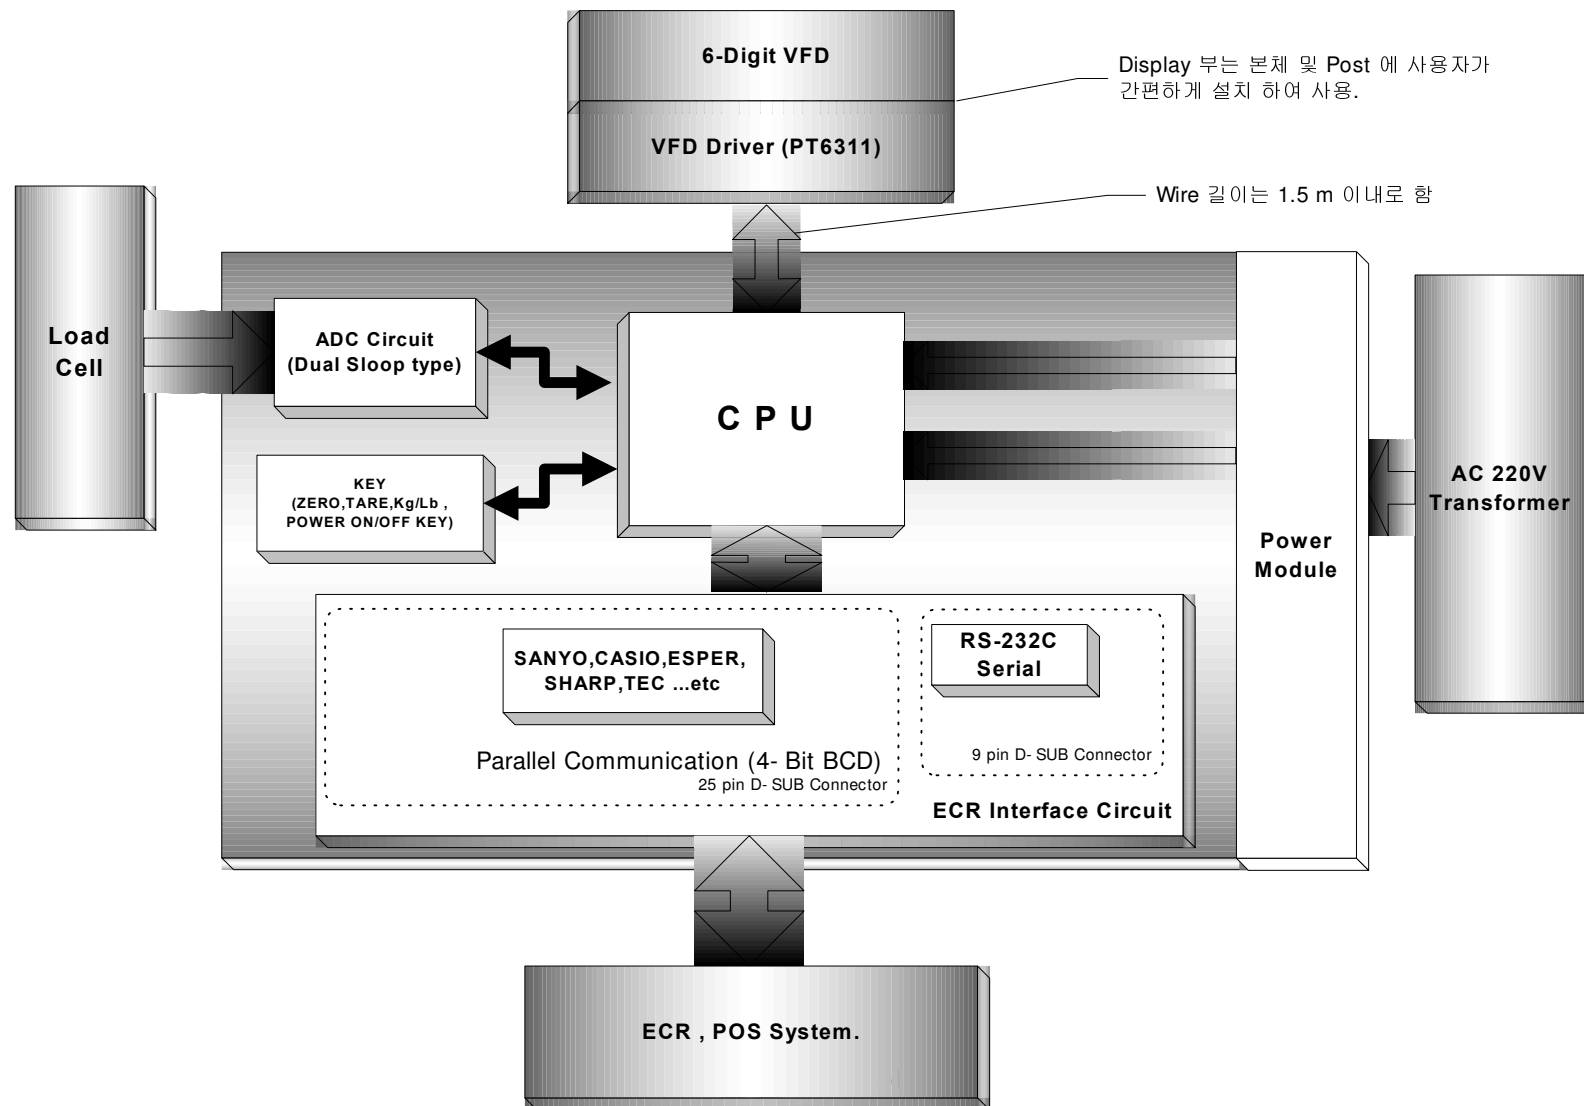 6-Digit VFD
VFD Driver (PT6311)
Display 부는 본체 및 Post 에 사용자가
간편하게 설치 하여 사용.
Wire 길이는 1.5 m 이내로 함
Load
Cell
ADC Circuit
(Dual Sloop type)
KEY
(ZERO,TARE,Kg/Lb ,
POWER ON/OFF KEY)
C P U
Power
Module
AC 220V
Transformer
SANYO,CASIO,ESPER,
SHARP,TEC ...etc
Parallel Communication (4- Bit BCD)
25 pin D- SUB Connector
RS-232C
Serial
9 pin D- SUB Connector
ECR Interface Circuit
ECR , POS System.